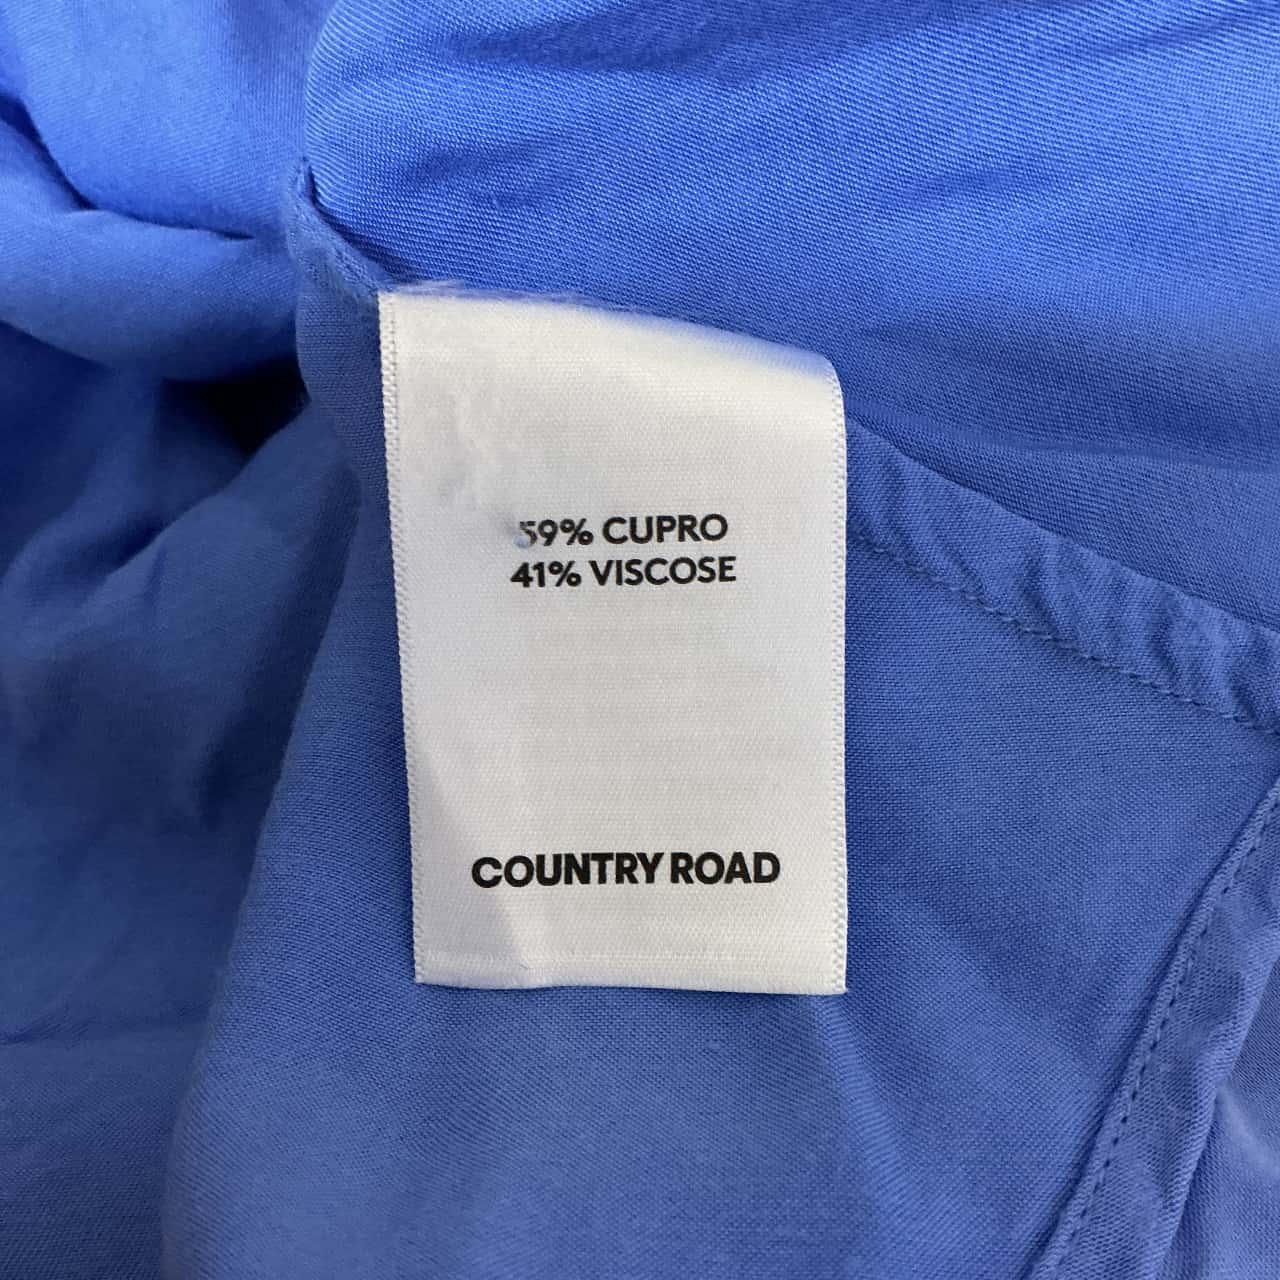 59% CUPRO
41% VISCOSE
COUNTRY ROAD